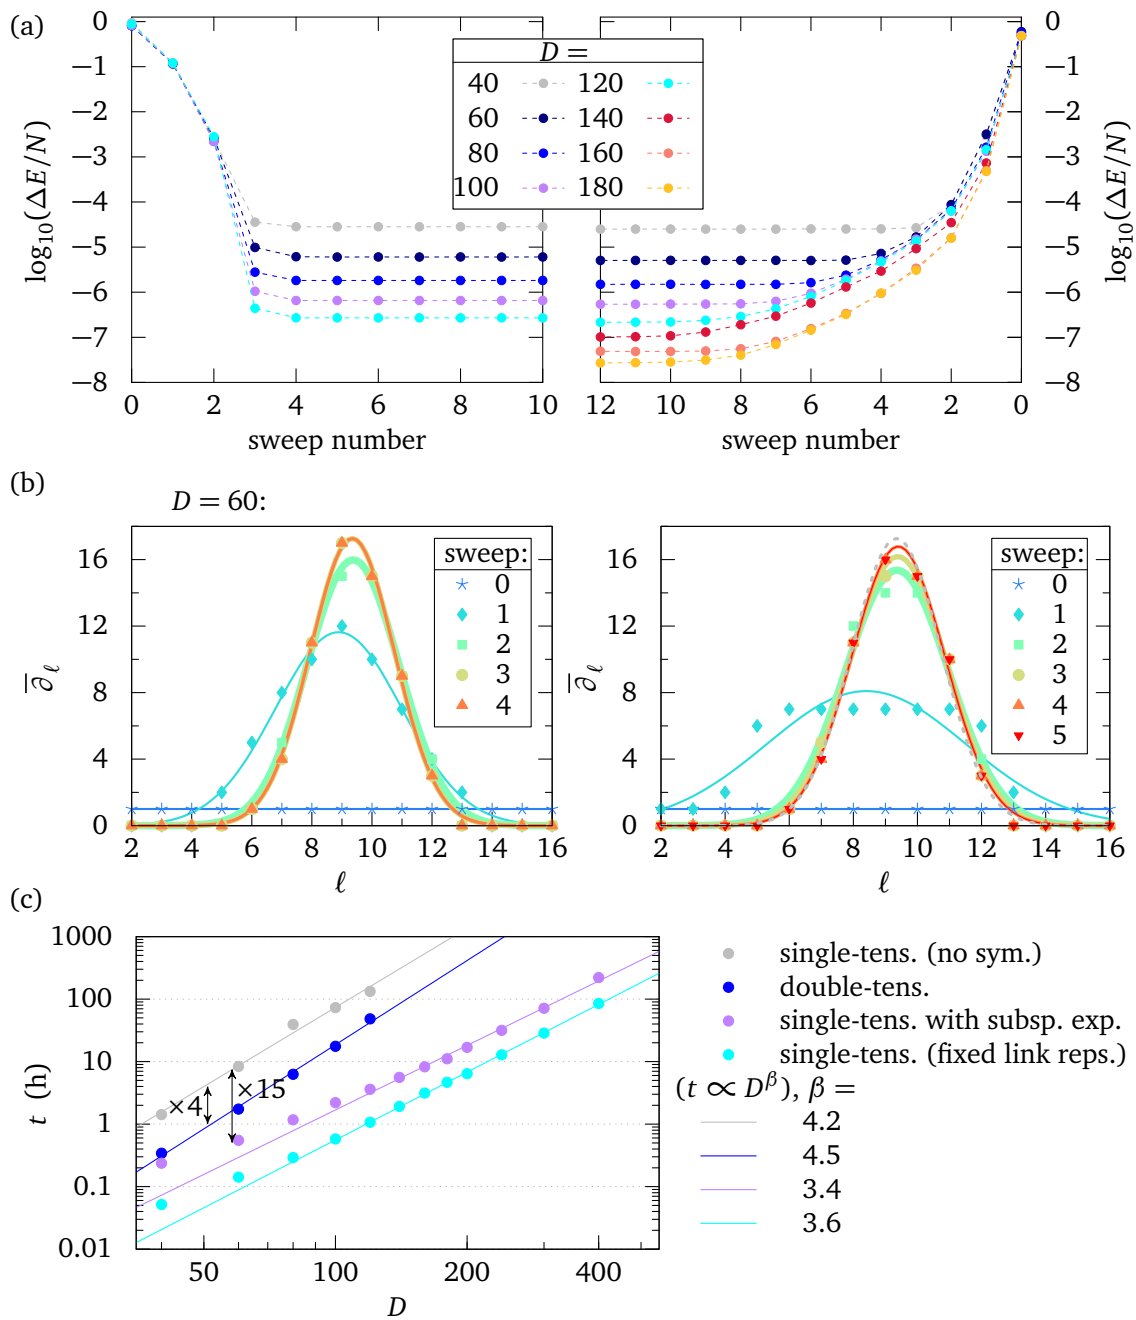 (a)
0
−1
−2
−3
−4
−5
−6
−7
−8
log10(ΔE/N)
0 2 4 6 8 10
sweep number
D =
40 120
60 140
80 160
100 180
12 10 8 6 4 2 0
sweep number
0
−1
−2
−3
−4
−5
−6
−7
−8
log10(ΔE/N)
(b)
D = 60:
16
12
8
4
0
∂̅ℓ
2 4 6 8 10 12 14 16
ℓ
sweep:
0
1
2
3
4
16
12
8
4
0
∂̅ℓ
2 4 6 8 10 12 14 16
ℓ
sweep:
0
1
2
3
4
5
(c)
1000
100
10
1
0.1
0.01
t (h)
×4
×15
50 100 200 400
D
single-tens. (no sym.)
double-tens.
single-tens. with subsp. exp.
single-tens. (fixed link reps.)
(t ∝ D^β), β =
4.2
4.5
3.4
3.6